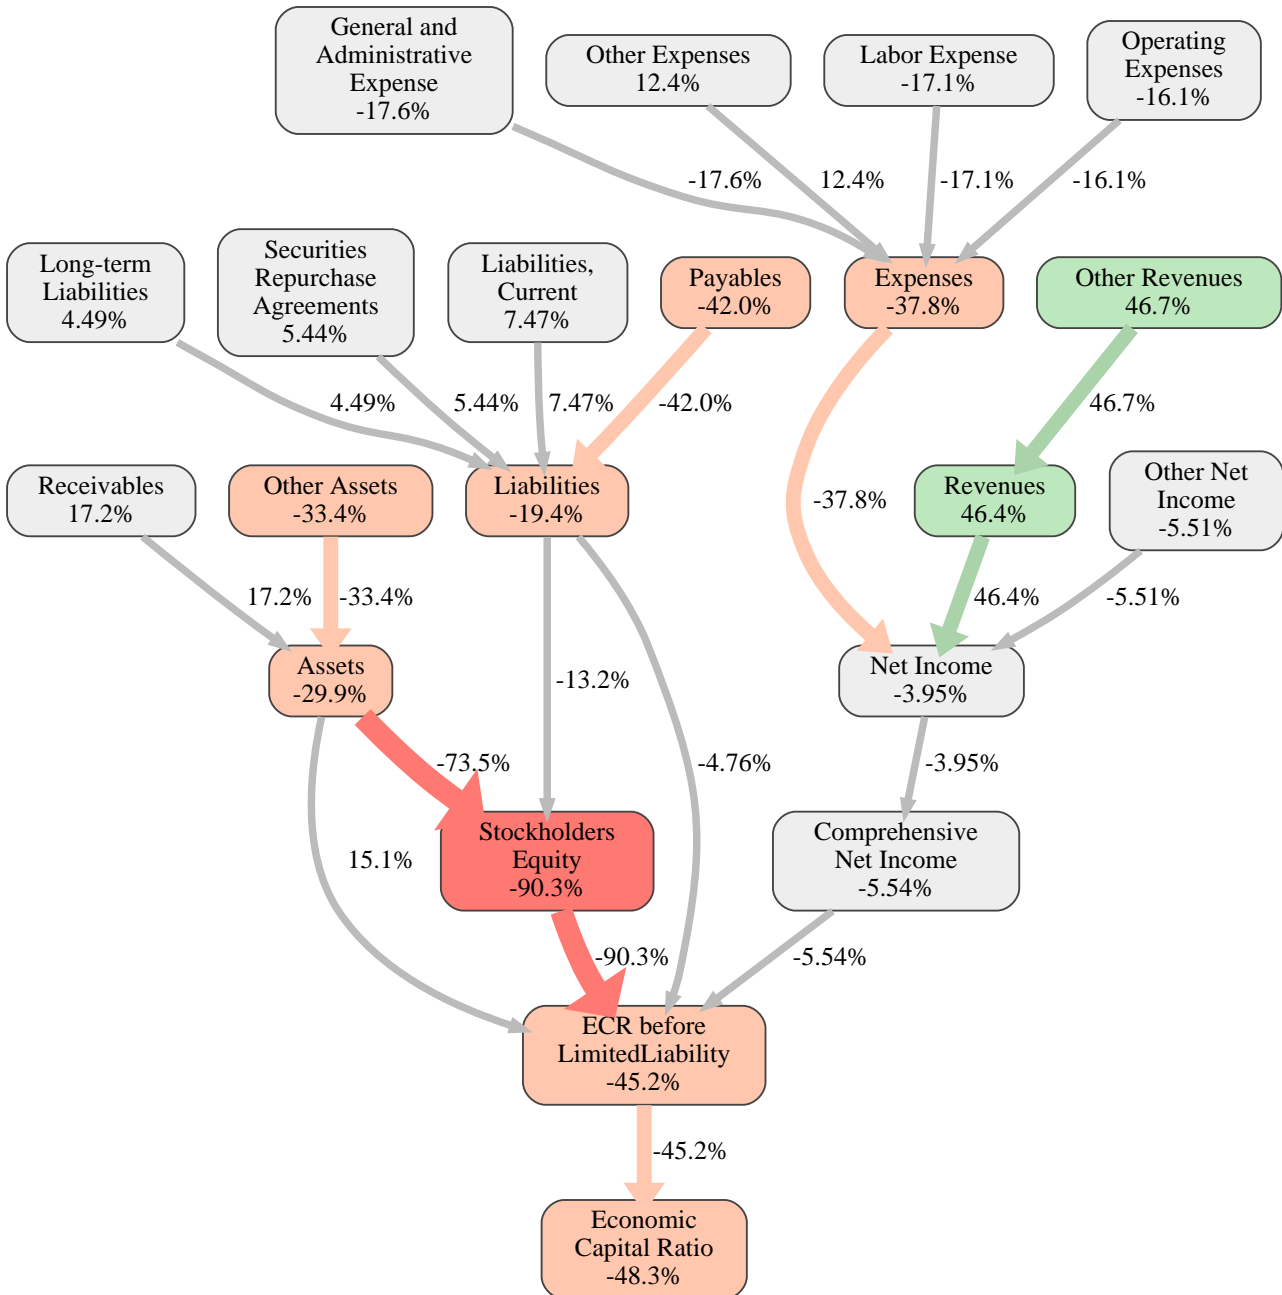 General and
Administrative
Expense
-17.6%
Other Expenses
12.4%
Labor Expense
-17.1%
Operating
Expenses
-16.1%
-17.6%
12.4%
-17.1%
-16.1%
Long-term
Liabilities
4.49%
Securities
Repurchase
Agreements
5.44%
Liabilities,
Current
7.47%
Payables
-42.0%
Expenses
-37.8%
Other Revenues
46.7%
4.49%
5.44%
7.47%
-42.0%
46.7%
Receivables
17.2%
Other Assets
-33.4%
Liabilities
-19.4%
-37.8%
Revenues
46.4%
Other Net
Income
-5.51%
17.2%
-33.4%
46.4%
-5.51%
Assets
-29.9%
-13.2%
Net Income
-3.95%
-73.5%
-4.76%
-3.95%
15.1%
Stockholders
Equity
-90.3%
Comprehensive
Net Income
-5.54%
-90.3%
-5.54%
ECR before
LimitedLiability
-45.2%
-45.2%
Economic
Capital Ratio
-48.3%